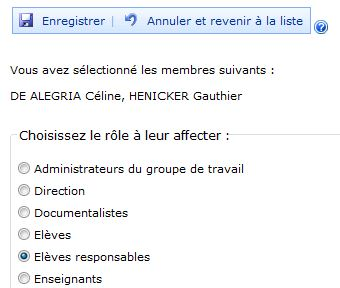 Enregistrer | Annuler et revenir à la liste ?
Vous avez sélectionné les membres suivants :
DE ALEGRIA Céline, HENICKER Gauthier
Choisissez le rôle à leur affecter :
Administrateurs du groupe de travail
Direction
Documentalistes
Elèves
Elèves responsables
Enseignants